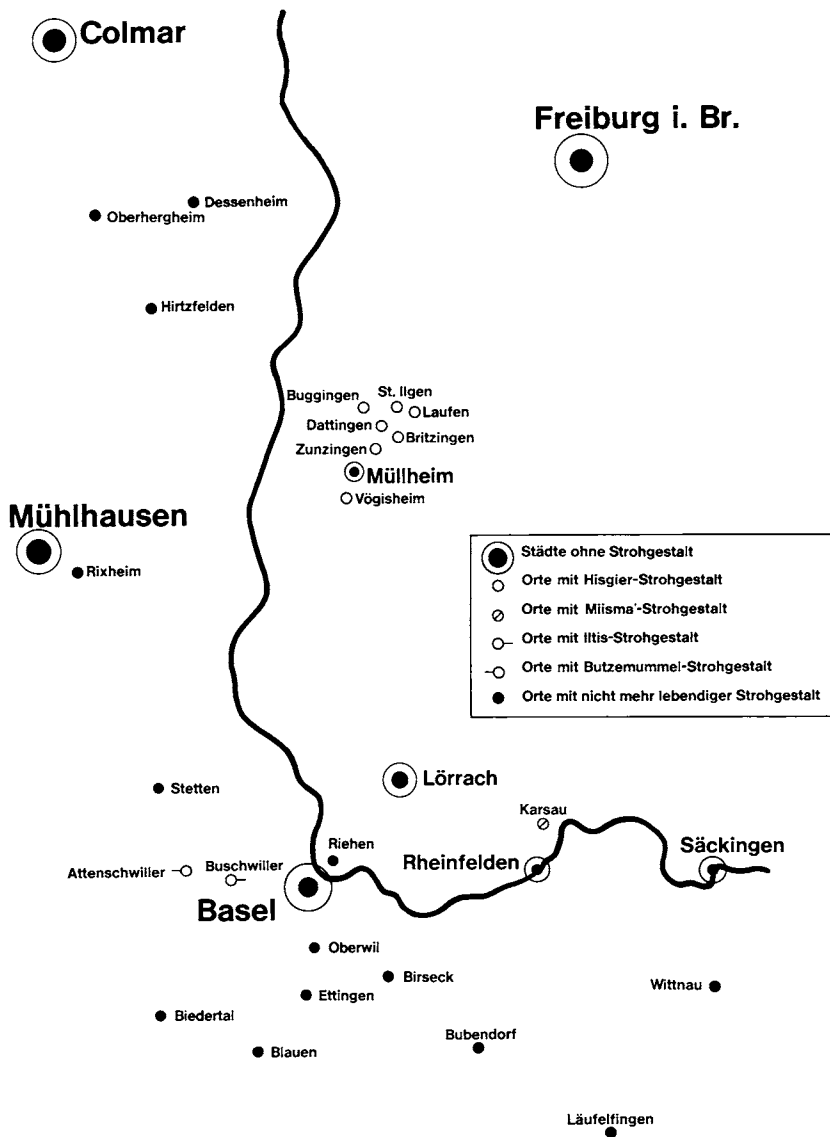 Colmar
Freiburg i. Br.
Dessenheim
Oberhergheim
Hirtzfelden
Buggingen
St. Ilgen
Laufen
Dattingen
Britzingen
Zunzingen
Müllheim
Vögisheim
Mühlhausen
Rixheim
Städte ohne Strohgestalt
Orte mit Hisgier-Strohgestalt
Orte mit Miisma'-Strohgestalt
Orte mit Iltis-Strohgestalt
Orte mit Butzemummel-Strohgestalt
Orte mit nicht mehr lebendiger Strohgestalt
Lörrach
Stetten
Karsau
Riehen
Rheinfelden
Säckingen
Attenschwiller
Buschwiller
Basel
Oberwil
Birseck
Wittnau
Ettingen
Biedertal
Bubendorf
Blauen
Läufelfingen